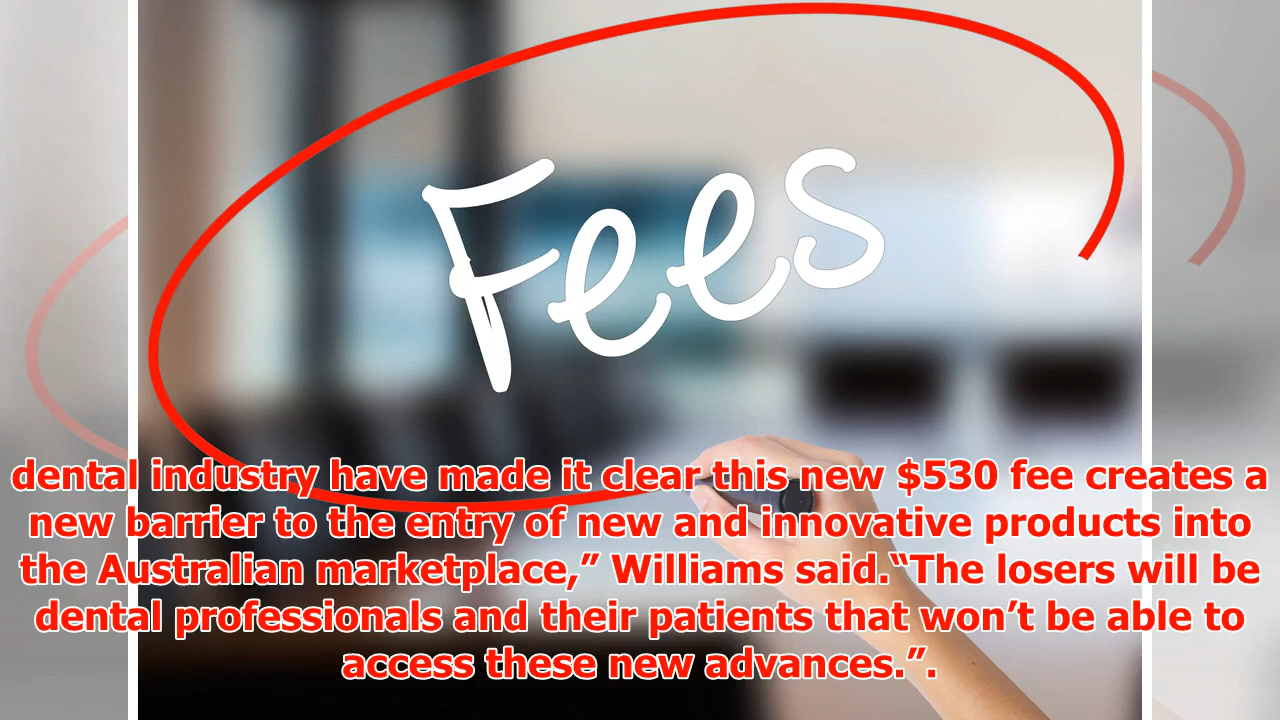 Fees
dental industry have made it clear this new $530 fee creates a
new barrier to the entry of new and innovative products into
the Australian marketplace,” Williams said.“The losers will be
dental professionals and their patients that won’t be able to
access these new advances.”.